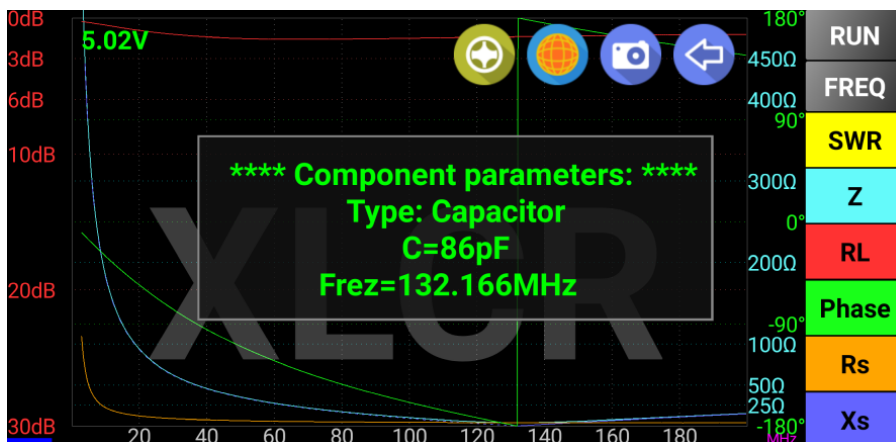 0dB
3dB
6dB
10dB
20dB
30dB
5.02V
180°
450Ω
400Ω
90°
300Ω
0°
200Ω
-90°
100Ω
50Ω
25Ω
-180°
**** Component parameters: ****
Type: Capacitor
C=86pF
Frez=132.166MHz
XLCR
20 40 60 80 100 120 140 160 180 MHz
RUN
FREQ
SWR
Z
RL
Phase
Rs
Xs